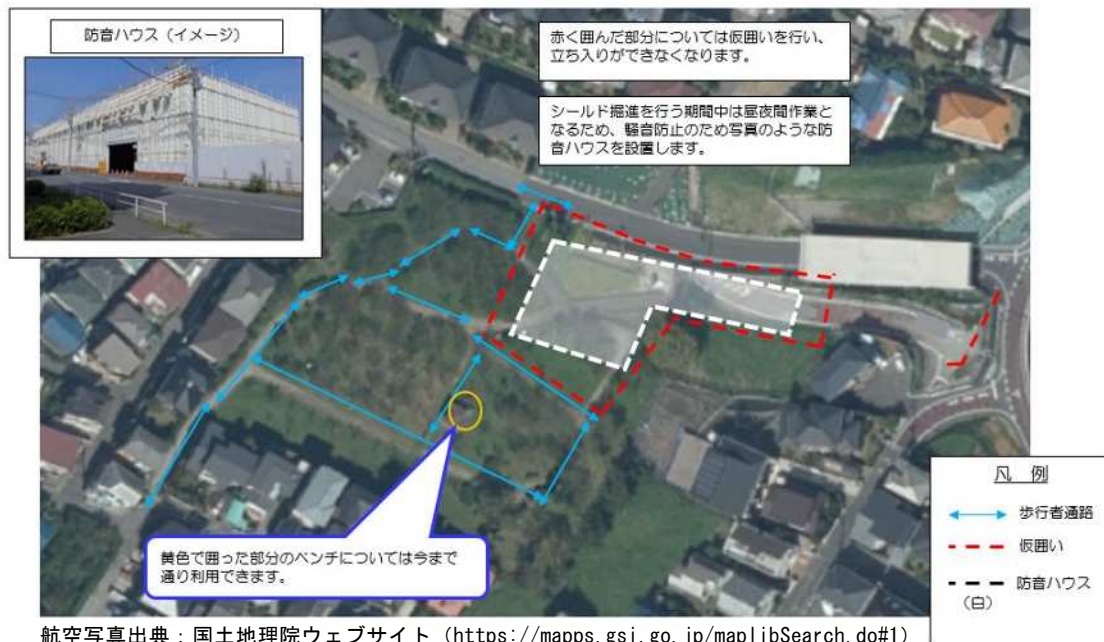 防音ハウス（イメージ）
赤く囲んだ部分については仮囲いを行い、
立ち入りができなくなります。
シールド掘進を行う期間中は昼夜間作業と
なるため、騒音防止のため写真のような防
音ハウスを設置します。
黄色で囲った部分のベンチについては今まで
通り利用できます。
凡 例
歩行者通路
仮囲い
防音ハウス
（白）
航空写真出典：国土地理院ウェブサイト（https://mapps.gsi.go.jp/maplibSearch.do#1）